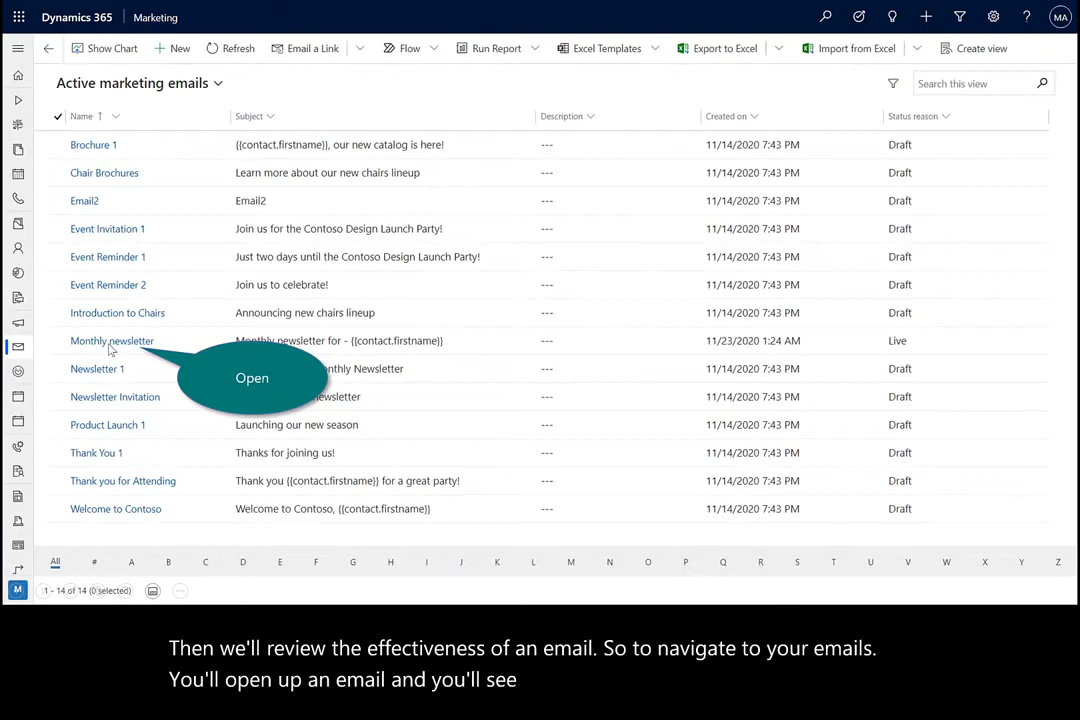 Dynamics 365 Marketing MA
Show Chart New Refresh Email a Link Flow Run Report Excel Templates Export to Excel Import from Excel Create view
Active marketing emails Search this view
Name ↑ Subject Description Created on Status reason
Brochure 1 {{contact.firstname}}, our new catalog is here! --- 11/14/2020 7:43 PM Draft
Chair Brochures Learn more about our new chairs lineup --- 11/14/2020 7:43 PM Draft
Email2 Email2 --- 11/14/2020 7:43 PM Draft
Event Invitation 1 Join us for the Contoso Design Launch Party! --- 11/14/2020 7:43 PM Draft
Event Reminder 1 Just two days until the Contoso Design Launch Party! --- 11/14/2020 7:43 PM Draft
Event Reminder 2 Join us to celebrate! --- 11/14/2020 7:43 PM Draft
Introduction to Chairs Announcing new chairs lineup --- 11/14/2020 7:43 PM Draft
Monthly newsletter Monthly newsletter for - {{contact.firstname}} --- 11/23/2020 1:24 AM Live
Open
Newsletter 1 Newsletter --- 11/14/2020 7:43 PM Draft
Newsletter Invitation --- 11/14/2020 7:43 PM Draft
Product Launch 1 Launching our new season --- 11/14/2020 7:43 PM Draft
Thank You 1 Thanks for joining us! --- 11/14/2020 7:43 PM Draft
Thank you for Attending Thank you {{contact.firstname}} for a great party! --- 11/14/2020 7:43 PM Draft
Welcome to Contoso Welcome to Contoso, {{contact.firstname}} --- 11/14/2020 7:43 PM Draft
All # A B C D E F G H I J K L M N O P Q R S T U V W X Y Z
M 1 - 14 of 14 (0 selected)
Then we'll review the effectiveness of an email. So to navigate to your emails.
You'll open up an email and you'll see